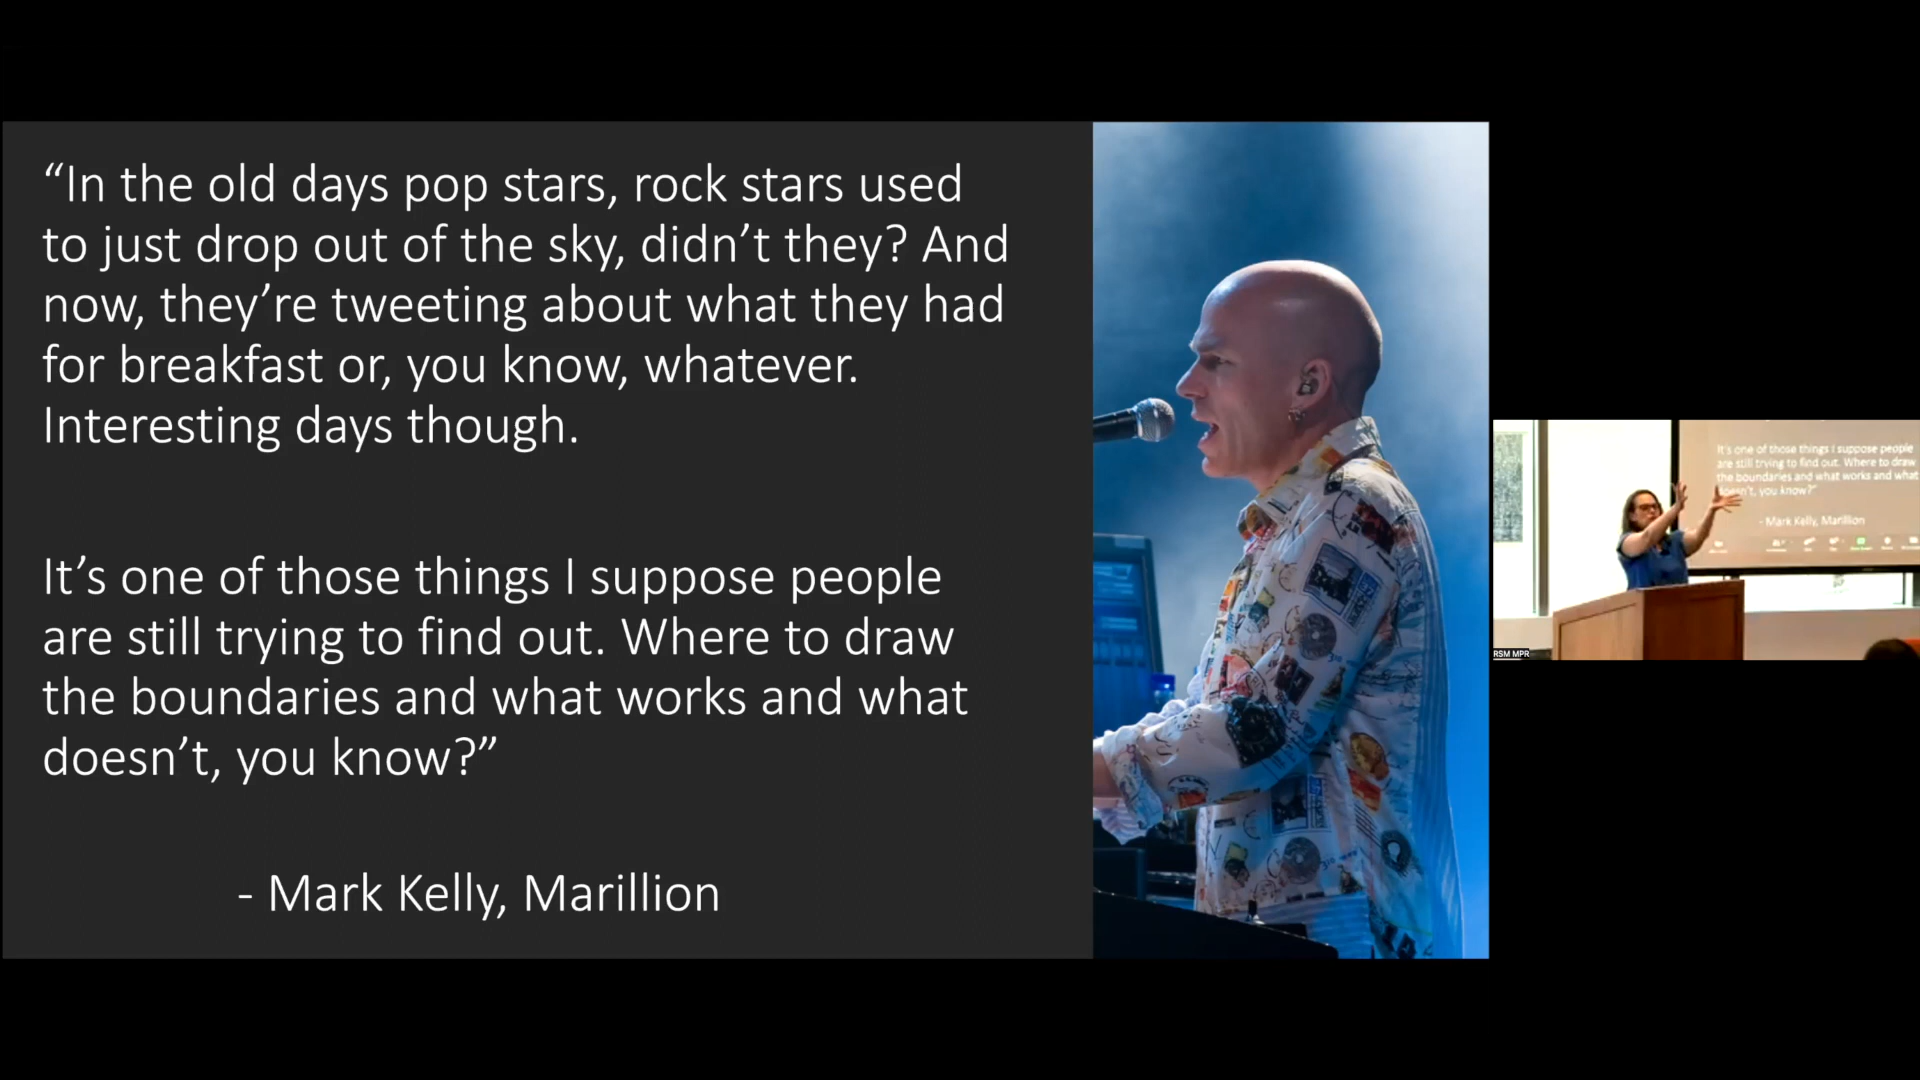 “In the old days pop stars, rock stars used
to just drop out of the sky, didn’t they? And
now, they’re tweeting about what they had
for breakfast or, you know, whatever.
Interesting days though.
It’s one of those things I suppose people
are still trying to find out. Where to draw
the boundaries and what works and what
doesn’t, you know?”
- Mark Kelly, Marillion
It's one of those things I suppose people
are still trying to find out. Where to draw
the boundaries and what works and what
doesn't, you know?"
- Mark Kelly, Marillion
RSM MPR